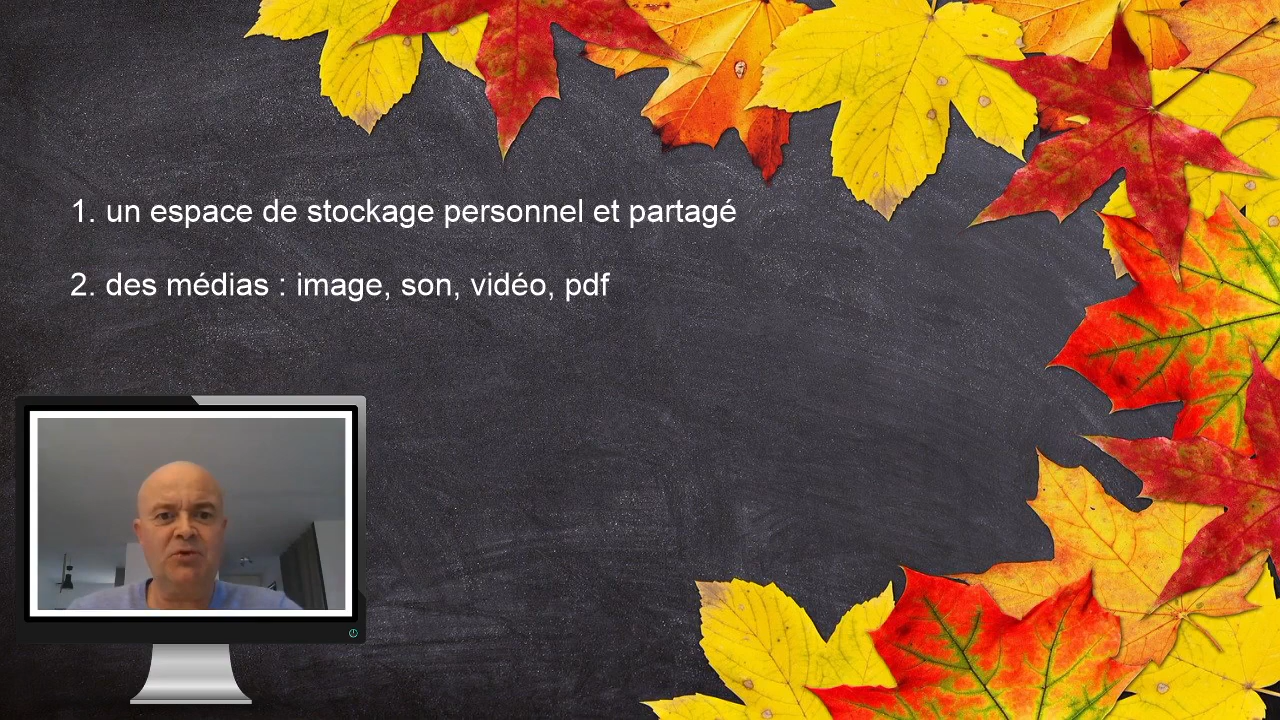 1. un espace de stockage personnel et partagé
2. des médias : image, son, vidéo, pdf